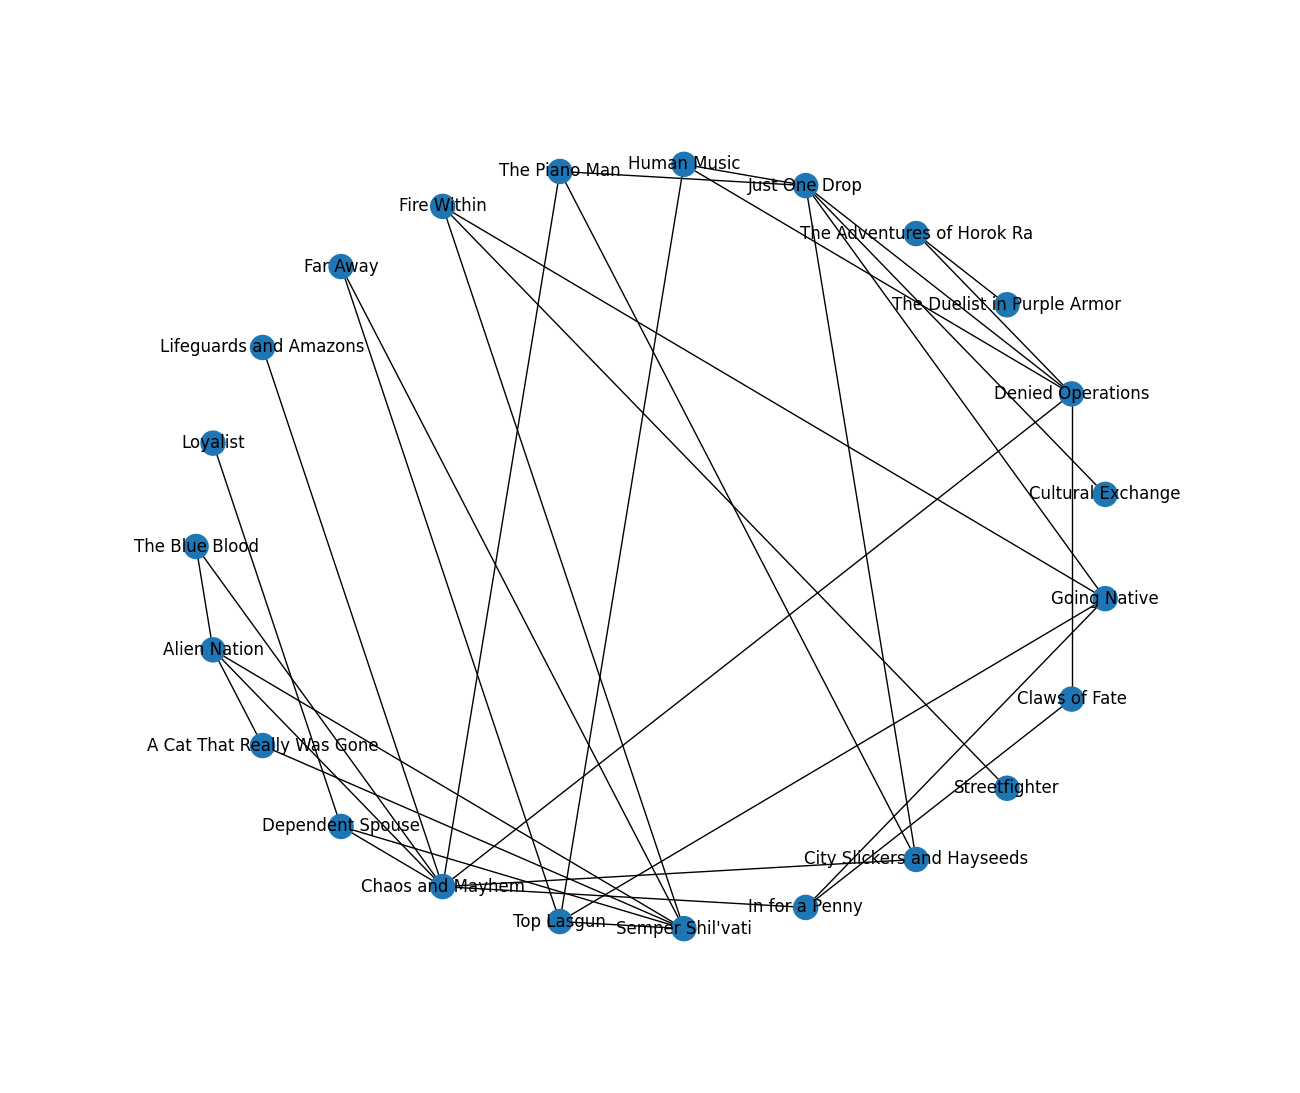 Human Music
The Piano Man
Just One Drop
Fire Within
The Adventures of Horok Ra
Far Away
The Duelist in Purple Armor
Lifeguards and Amazons
Denied Operations
Loyalist
Cultural Exchange
The Blue Blood
Going Native
Alien Nation
Claws of Fate
A Cat That Really Was Gone
Streetfighter
Dependent Spouse
City Slickers and Hayseeds
Chaos and Mayhem
In for a Penny
Top Lasgun
Semper Shil'vati